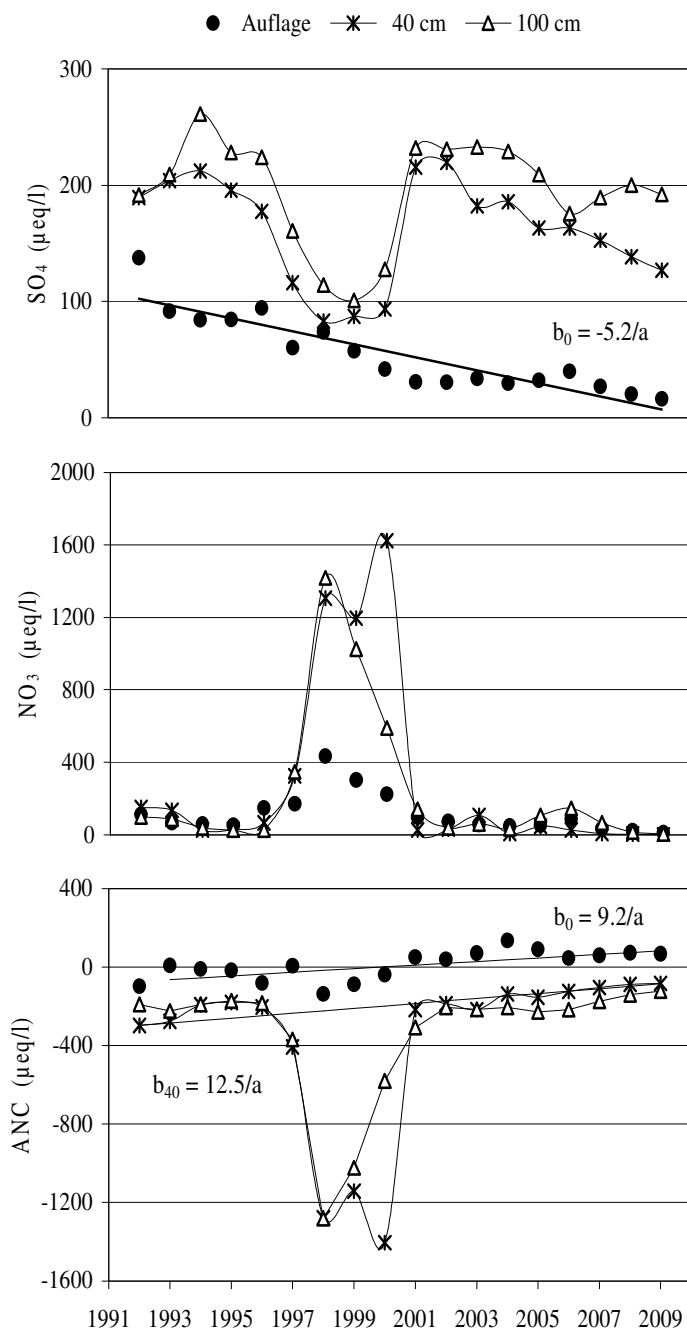 Auflage 40 cm 100 cm
300
200
100
0
SO₄ (µeq/l)
b₀ = -5.2/a
2000
1600
1200
800
400
0
NO₃ (µeq/l)
400
0
-400
-800
-1200
-1600
ANC (µeq/l)
b₀ = 9.2/a
b₄₀ = 12.5/a
1991 1993 1995 1997 1999 2001 2003 2005 2007 2009